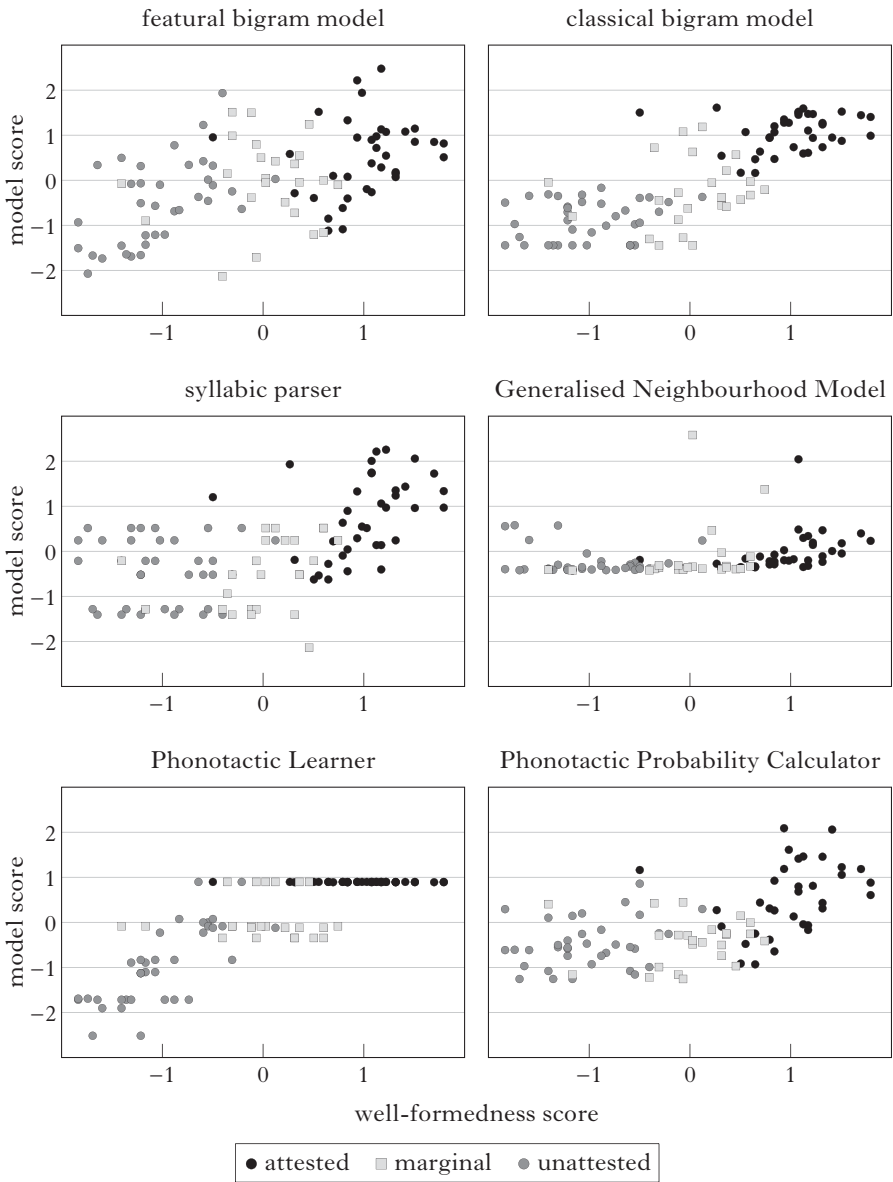 featural bigram model classical bigram model
model score
2
1
0
−1
−2
−1 0 1 −1 0 1
syllabic parser Generalised Neighbourhood Model
model score
2
1
0
−1
−2
−1 0 1 −1 0 1
Phonotactic Learner Phonotactic Probability Calculator
model score
2
1
0
−1
−2
−1 0 1 −1 0 1
well-formedness score
attested marginal unattested